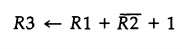 R3 ← R1 + R̅2̅ + 1